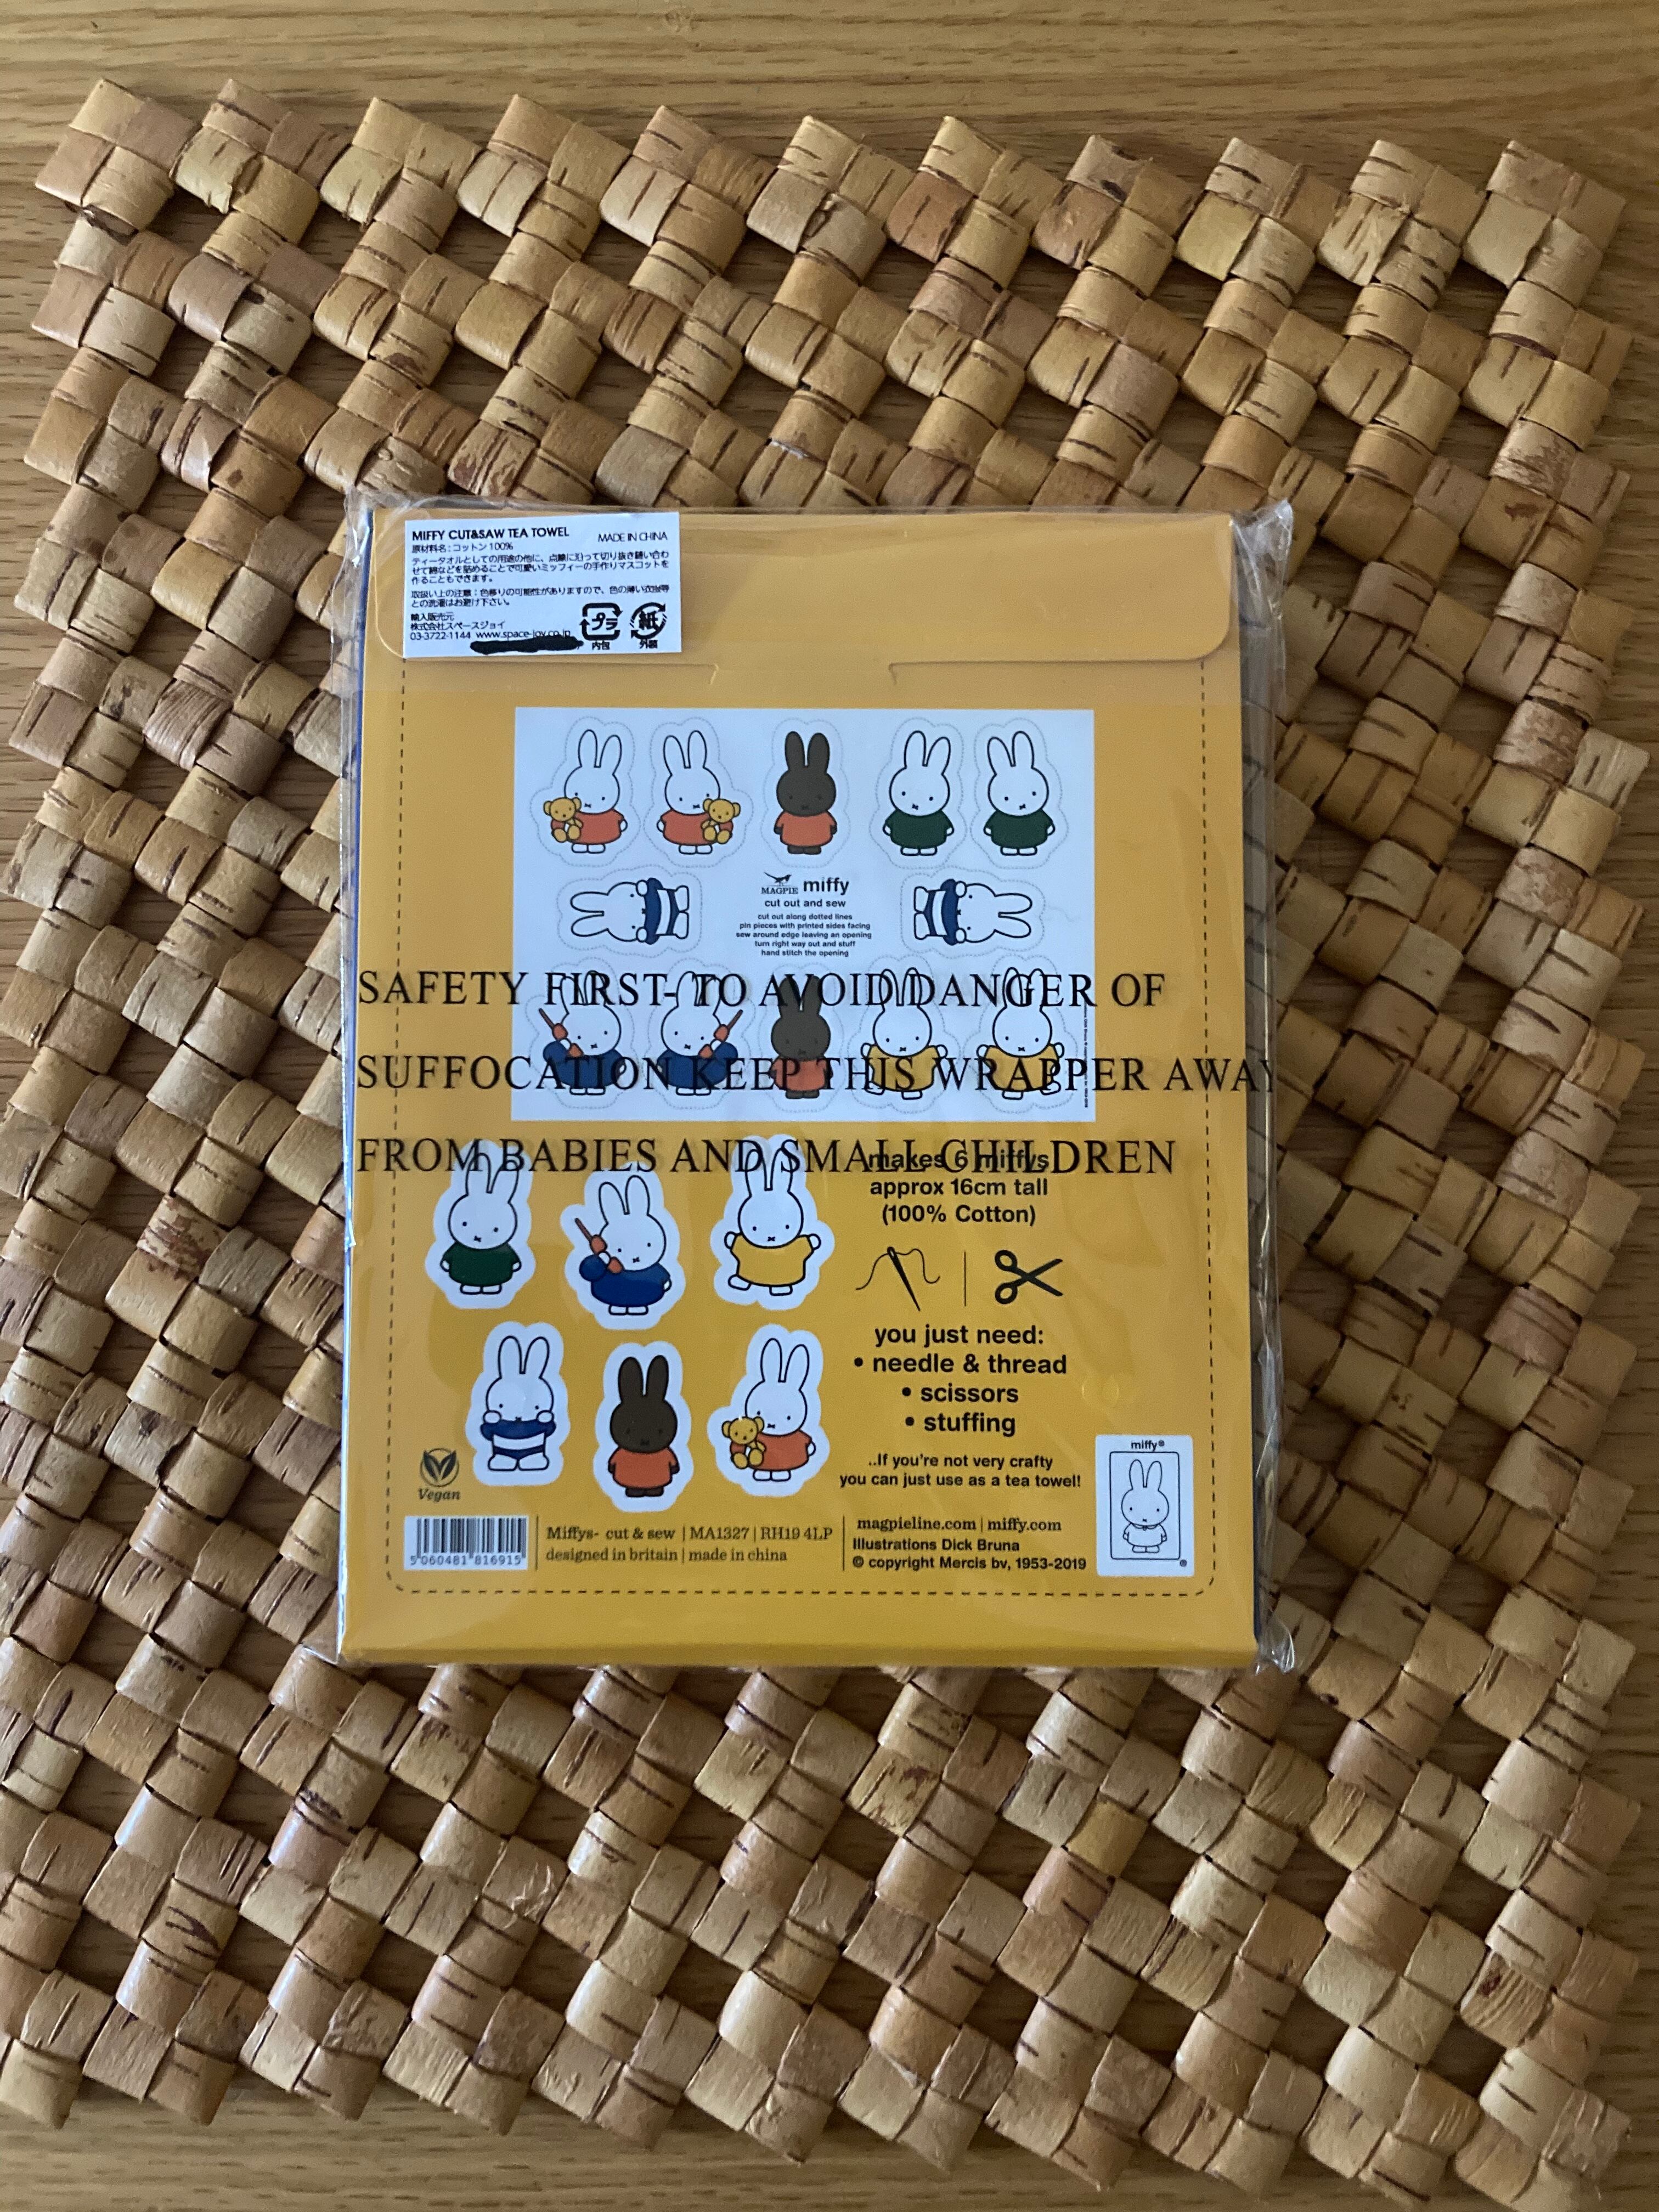 MIFFY CUT&SAW TEA TOWEL
MADE IN CHINA
原材料名:コットン100%
ティータオルとしての用途の他に、点線に沿って切り抜き縫い合わ
せて綿などを詰めることで可愛いミッフィーの手作りマスコットを
作ることもできます。
取扱い上の注意:色移りの可能性がありますので、色の薄い衣類等
との洗濯はお避け下さい。
輸入販売元
株式会社スペースジョイ
03-3722-1144 www.space-joy.co.jp
プラ
内包
紙
外装
MAGPIE miffy
cut out and sew
cut out along dotted lines
pin pieces with printed sides facing
sew around edge leaving an opening
turn right way out and stuff
hand stitch the opening
SAFETY FIRST- TO AVOID DANGER OF
SUFFOCATION KEEP THIS WRAPPER AWAY
FROM BABIES AND SMALL CHILDREN
makes 6 miffys
approx 16cm tall
(100% Cotton)
you just need:
• needle & thread
• scissors
• stuffing
..If you're not very crafty
you can just use as a tea towel!
Vegan
5 060481 816915
Miffys- cut & sew | MA1327 | RH19 4LP
designed in britain | made in china
magpieline.com | miffy.com
Illustrations Dick Bruna
© copyright Mercis bv, 1953-2019
miffy®
®